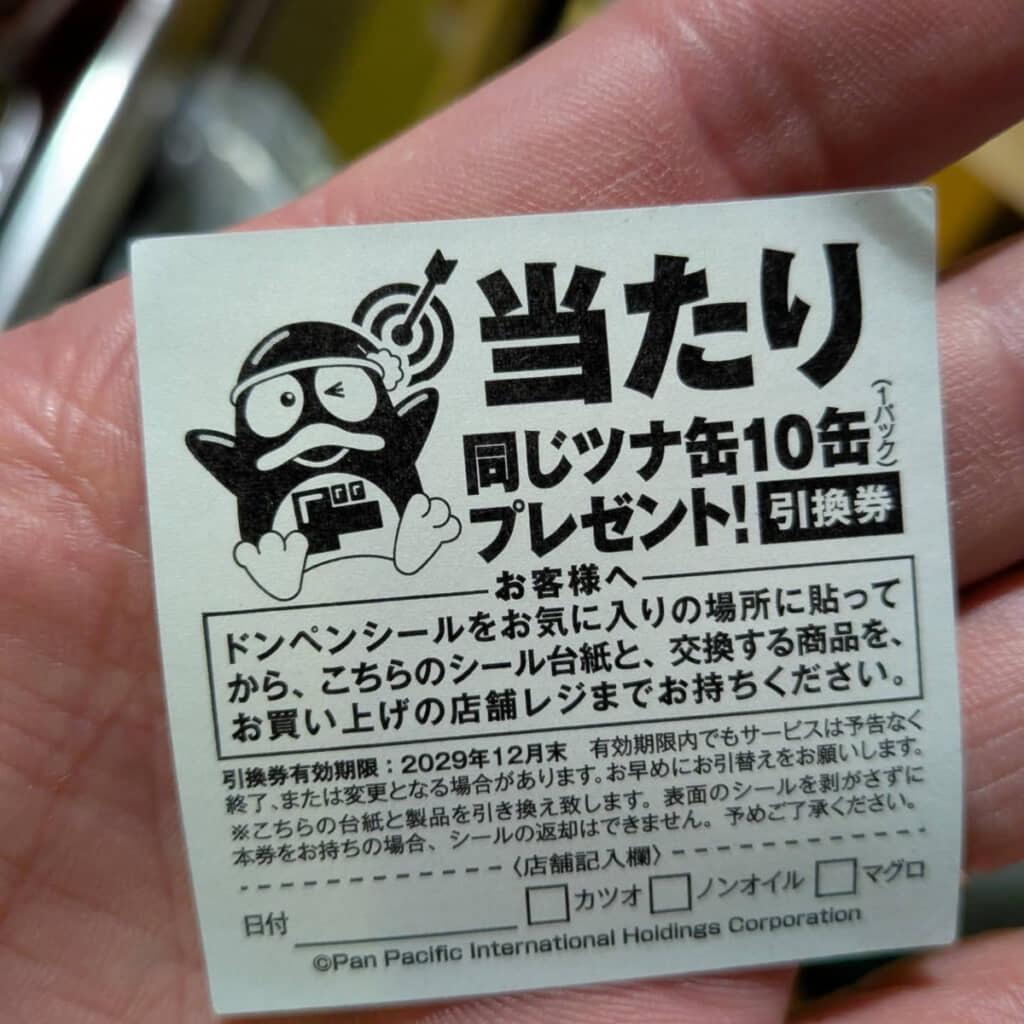 当たり
同じツナ缶10缶(1パック)
プレゼント!引換券
お客様へ
ドンペンシールをお気に入りの場所に貼って
から、こちらのシール台紙と、交換する商品を、
お買い上げの店舗レジまでお持ちください。
引換券有効期限:2029年12月末 有効期限内でもサービスは予告なく
終了、または変更となる場合があります。お早めにお引替えをお願いします。
※こちらの台紙と製品を引き換え致します。表面のシールを剥がさずに
本券をお持ちの場合、シールの返却はできません。予めご了承ください。
〈店舗記入欄〉
日付 カツオ ノンオイル マグロ
©Pan Pacific International Holdings Corporation